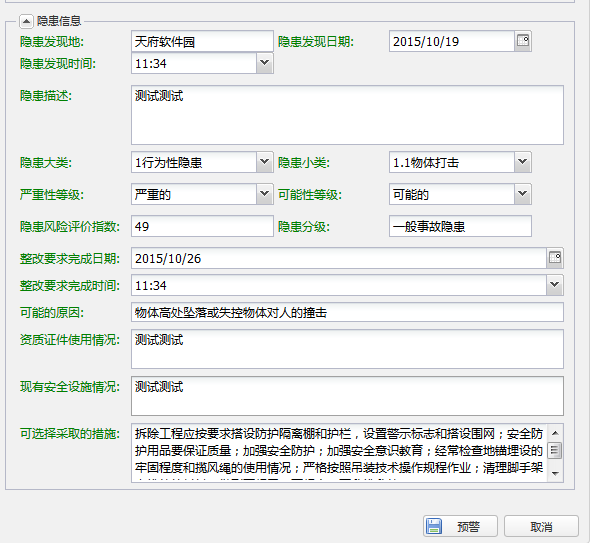 隐患信息
隐患发现地: 天府软件园 隐患发现日期: 2015/10/19
隐患发现时间: 11:34
隐患描述: 测试测试
隐患大类: 1行为性隐患 隐患小类: 1.1物体打击
严重性等级: 严重的 可能性等级: 可能的
隐患风险评价指数: 49 隐患分级: 一般事故隐患
整改要求完成日期: 2015/10/26
整改要求完成时间: 11:34
可能的原因: 物体高处坠落或失控物体对人的撞击
资质证件使用情况: 测试测试
现有安全设施情况: 测试测试
可选择采取的措施: 拆除工程应按要求搭设防护隔离棚和护栏，设置警示标志和搭设围网；安全防
护用品要保证质量；加强安全防护；加强安全意识教育；经常检查地锚埋设的
牢固程度和揽风绳的使用情况；严格按照吊装技术操作规程作业；清理脚手架
预警 取消